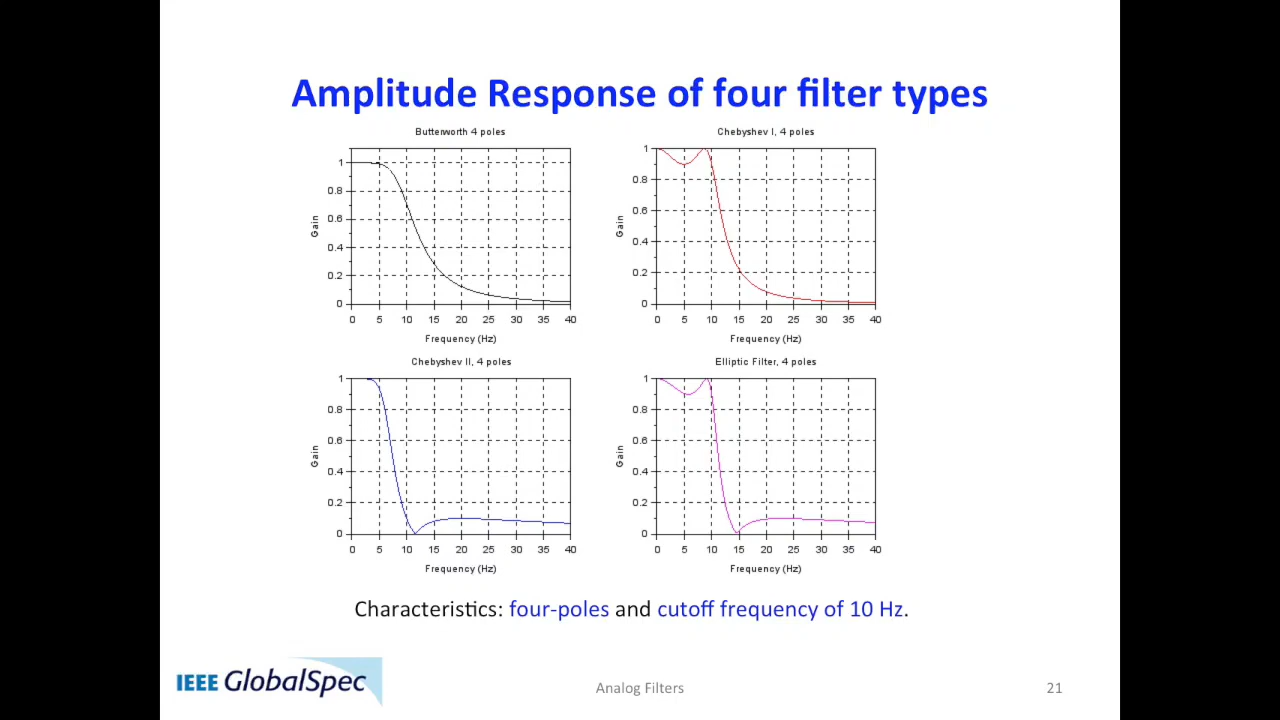 Amplitude Response of four filter types
Butterworth 4 poles
1
0.8
0.6
0.4
0.2
0
Gain
0 5 10 15 20 25 30 35 40
Frequency (Hz)
Chebyshev I, 4 poles
1
0.8
0.6
0.4
0.2
0
Gain
0 5 10 15 20 25 30 35 40
Frequency (Hz)
Chebyshev II, 4 poles
1
0.8
0.6
0.4
0.2
0
Gain
0 5 10 15 20 25 30 35 40
Frequency (Hz)
Elliptic Filter, 4 poles
1
0.8
0.6
0.4
0.2
0
Gain
0 5 10 15 20 25 30 35 40
Frequency (Hz)
Characteristics: four-poles and cutoff frequency of 10 Hz.
IEEE GlobalSpec
Analog Filters
21